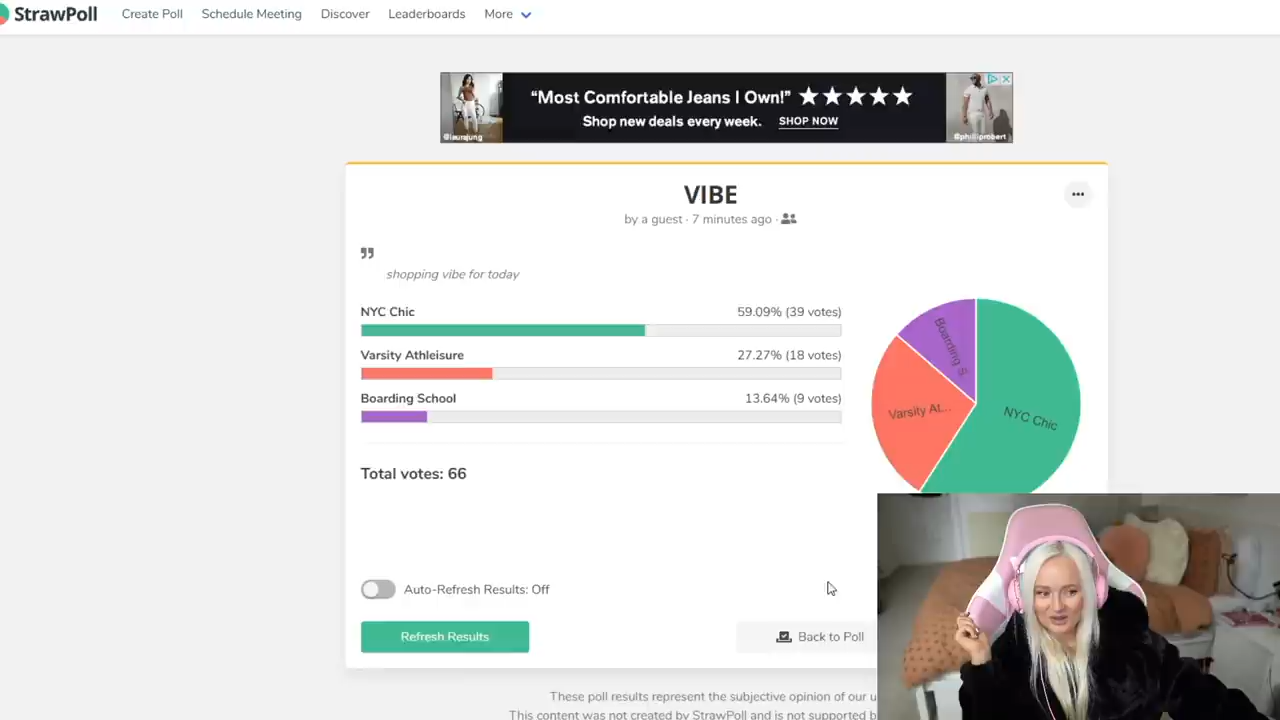 StrawPoll
Create Poll
Schedule Meeting
Discover
Leaderboards
More
“Most Comfortable Jeans I Own!”
Shop new deals every week. SHOP NOW
@laurajung
@philliprobert
VIBE
by a guest · 7 minutes ago ·
shopping vibe for today
NYC Chic 59.09% (39 votes)
Varsity Athleisure 27.27% (18 votes)
Boarding School 13.64% (9 votes)
Boarding S...
Varsity At...
NYC Chic
Total votes: 66
Auto-Refresh Results: Off
Refresh Results
Back to Poll
These poll results represent the subjective opinion of our u
This content was not created by StrawPoll and is not supported b